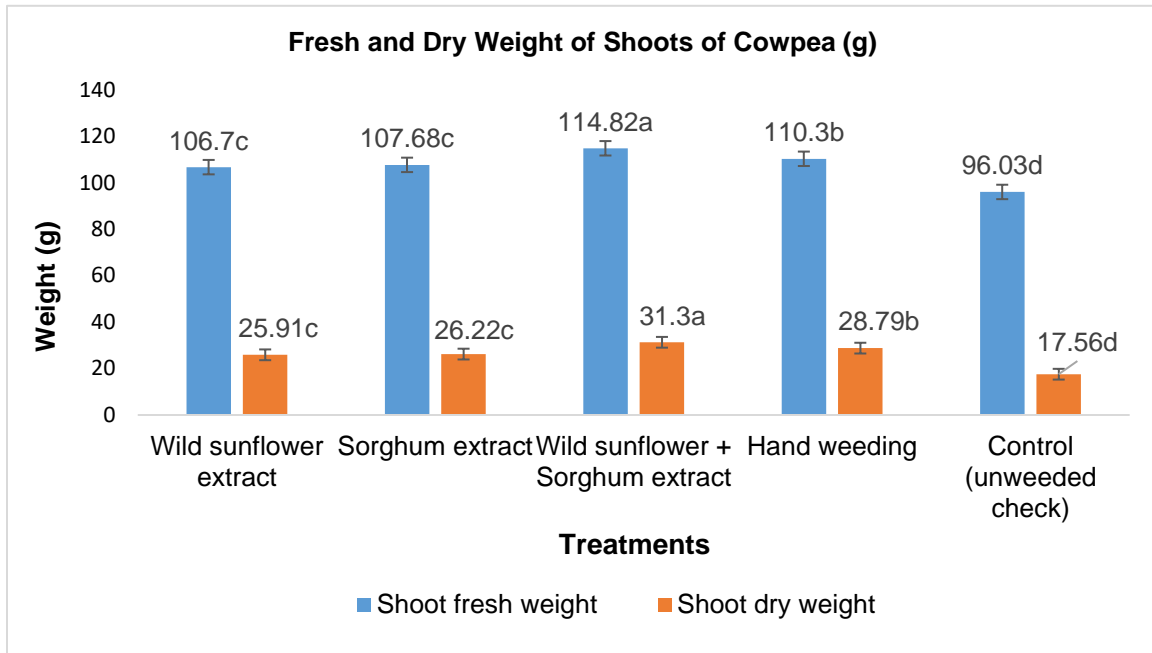 Fresh and Dry Weight of Shoots of Cowpea (g)
140
120
100
80
60
40
20
0
Weight (g)
106.7c
107.68c
114.82a
110.3b
96.03d
25.91c
26.22c
31.3a
28.79b
17.56d
Wild sunflower
extract
Sorghum extract
Wild sunflower +
Sorghum extract
Hand weeding
Control
(unweeded
check)
Treatments
Shoot fresh weight
Shoot dry weight